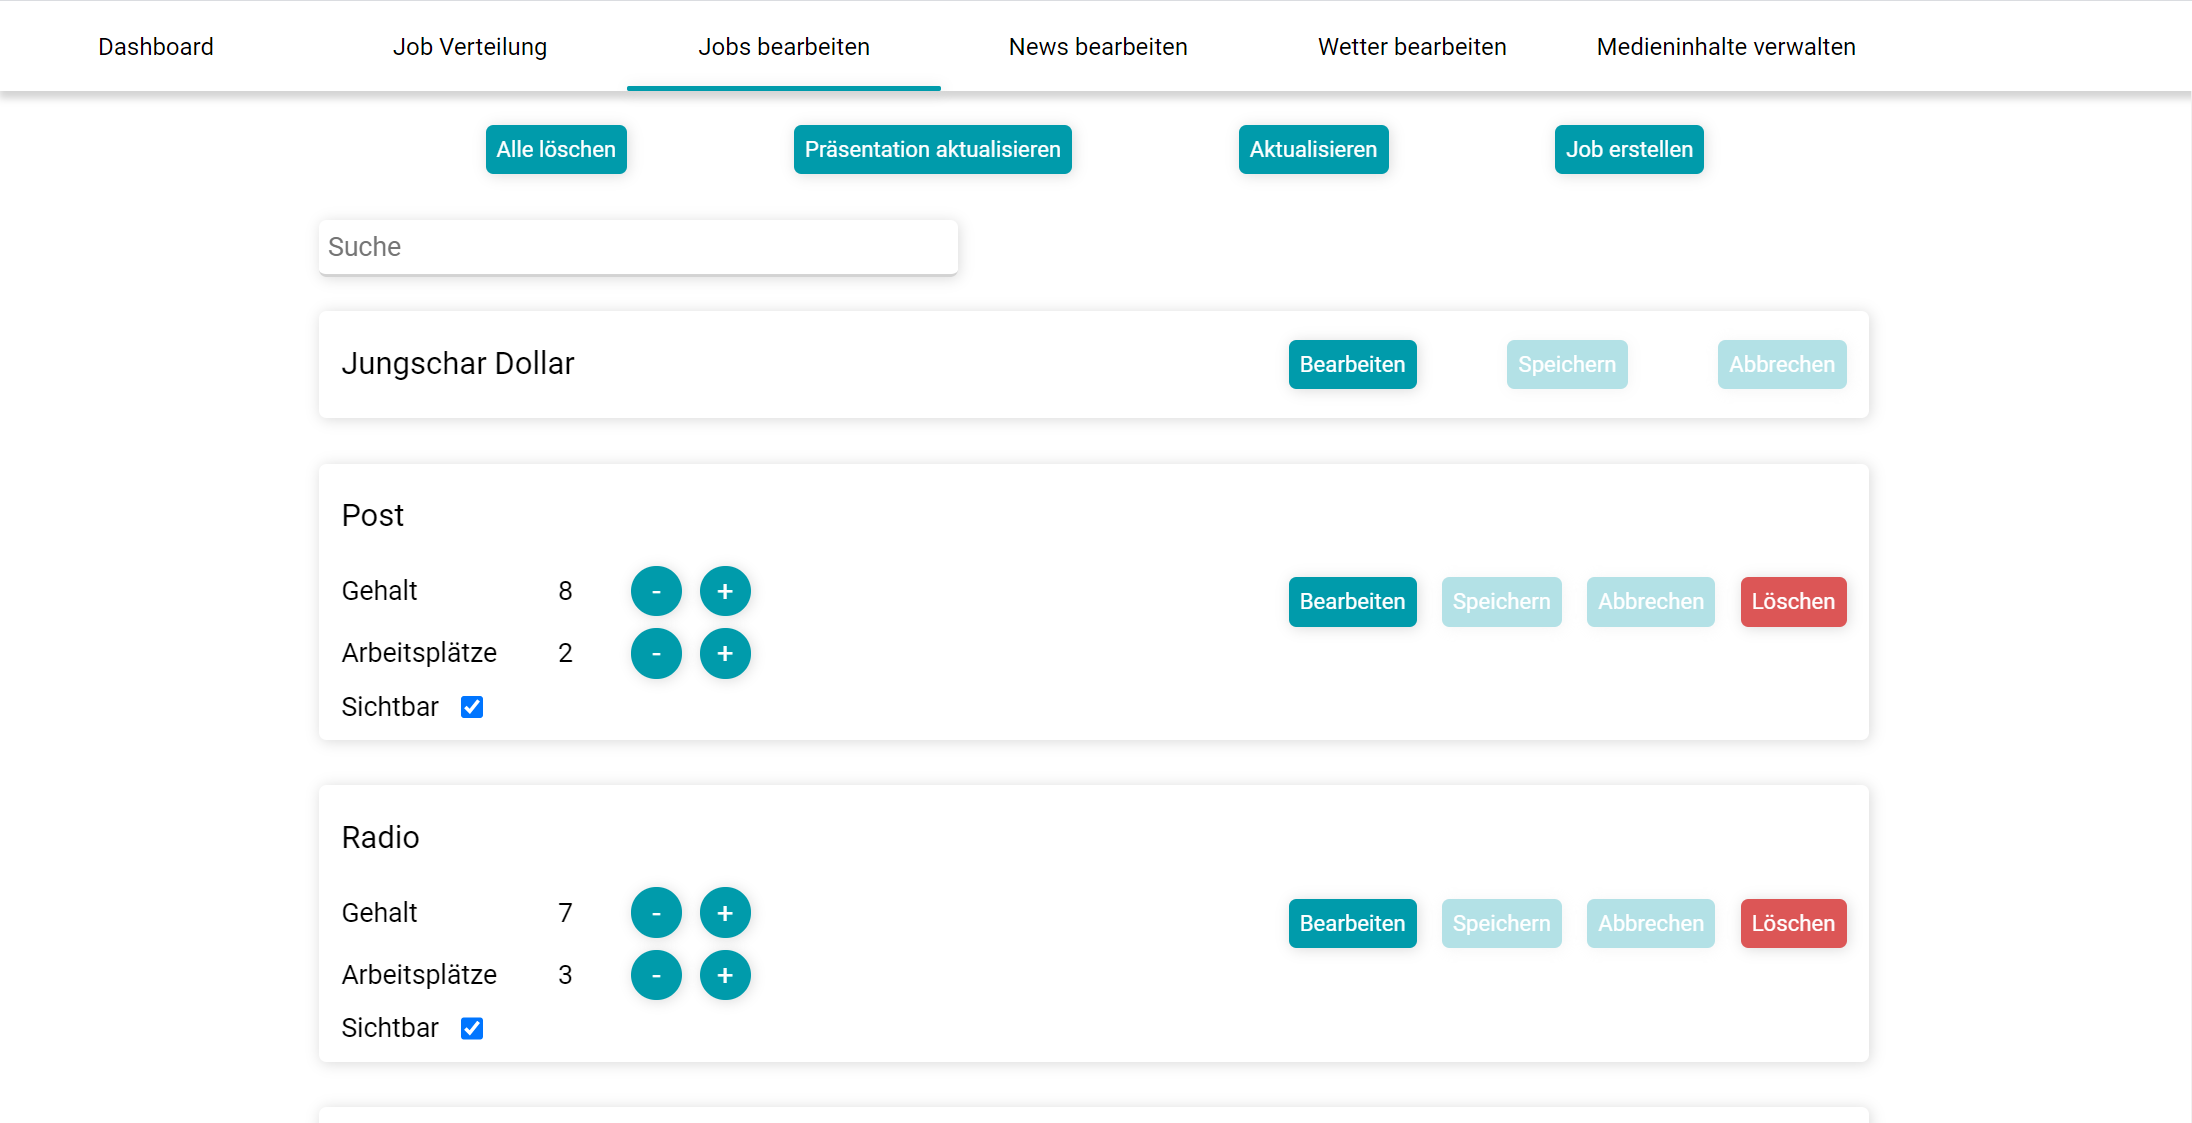 Dashboard Job Verteilung Jobs bearbeiten News bearbeiten Wetter bearbeiten Medieninhalte verwalten
Alle löschen Präsentation aktualisieren Aktualisieren Job erstellen
Suche
Jungschar Dollar Bearbeiten Speichern Abbrechen
Post
Gehalt 8 - + Bearbeiten Speichern Abbrechen Löschen
Arbeitsplätze 2 - +
Sichtbar
Radio
Gehalt 7 - + Bearbeiten Speichern Abbrechen Löschen
Arbeitsplätze 3 - +
Sichtbar